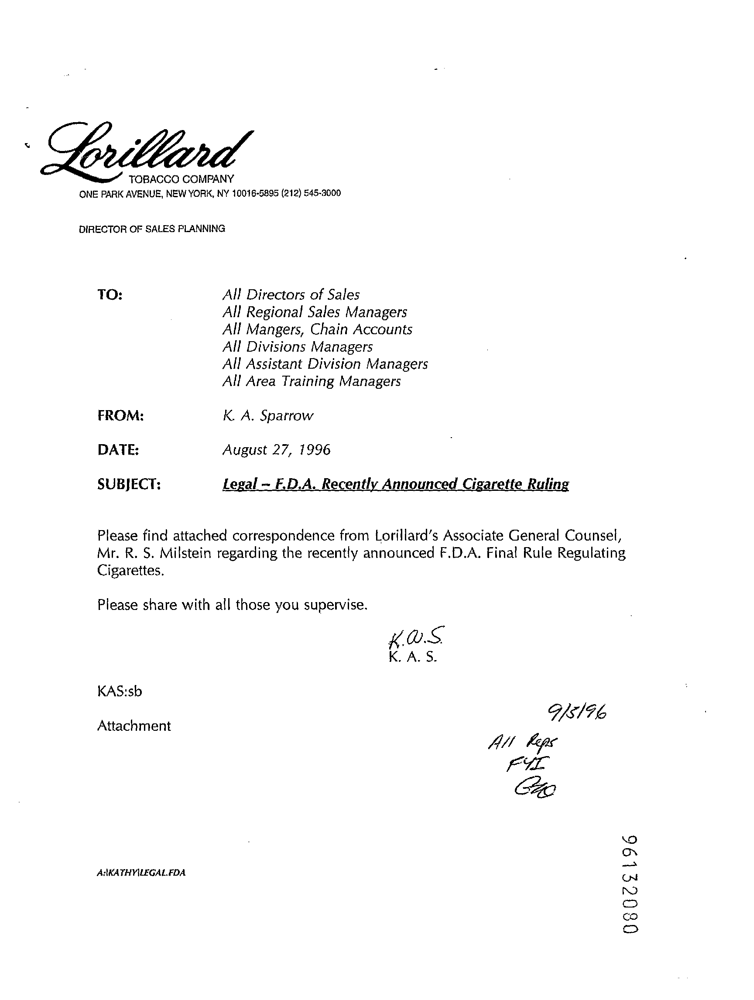 Lorillard
TOBACCO COMPANY
ONE PARK AVENUE, NEW YORK, NY 10016-5895 (212) 545-3000
DIRECTOR OF SALES PLANNING
TO: All Directors of Sales
All Regional Sales Managers
All Mangers, Chain Accounts
All Divisions Managers
All Assistant Division Managers
All Area Training Managers
FROM: K. A. Sparrow
DATE: August 27, 1996
SUBJECT: Legal – F.D.A. Recently Announced Cigarette Ruling
Please find attached correspondence from Lorillard's Associate General Counsel,
Mr. R. S. Milstein regarding the recently announced F.D.A. Final Rule Regulating
Cigarettes.
Please share with all those you supervise.
K.A.S.
K. A. S.
KAS:sb
9/5/96
Attachment
All Reps
FYI
A:\KATHY\LEGAL.FDA
96132080